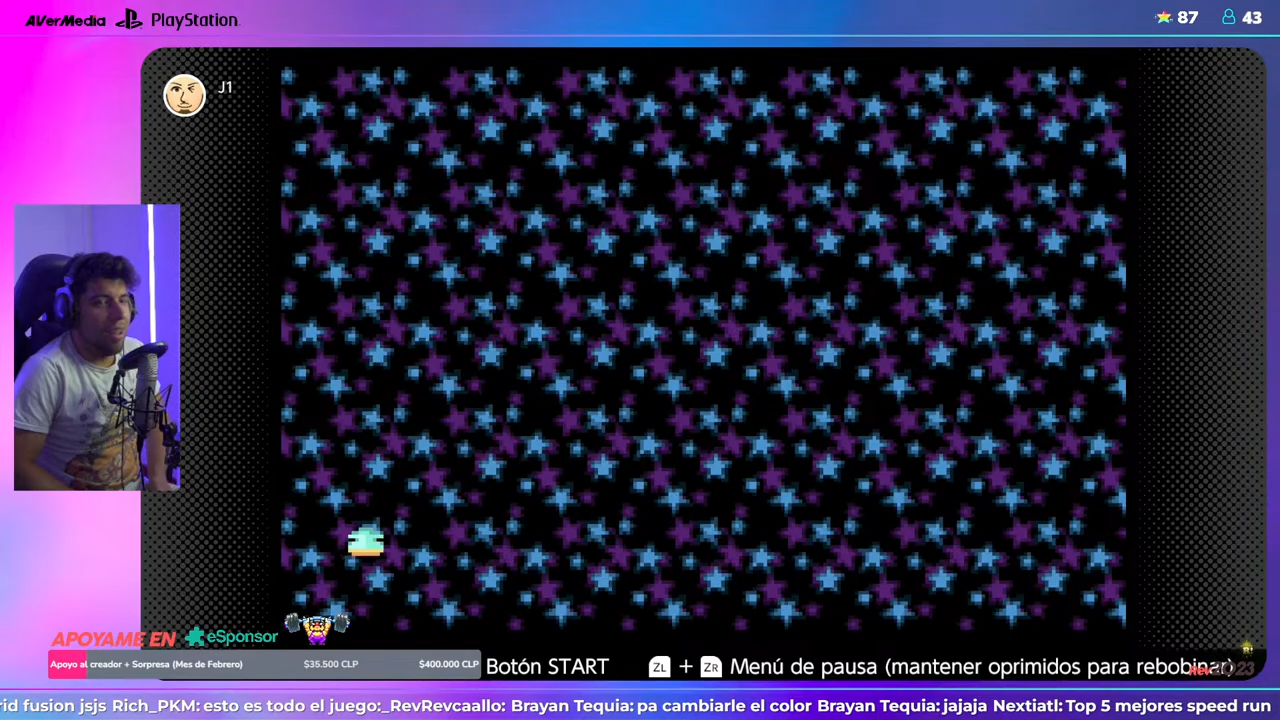 AVerMedia PlayStation
87 43
J1
APOYAME EN eSponsor
Apoyo al creador + Sorpresa (Mes de Febrero) $35.500 CLP $400.000 CLP
Botón START ZL + ZR Menú de pausa (mantener oprimidos para rebobinar)
2023
rid fusion jsjs Rich_PKM: esto es todo el juego:_RevRevcaallo: Brayan Tequia: pa cambiarle el color Brayan Tequia: jajaja Nextiatl: Top 5 mejores speed run